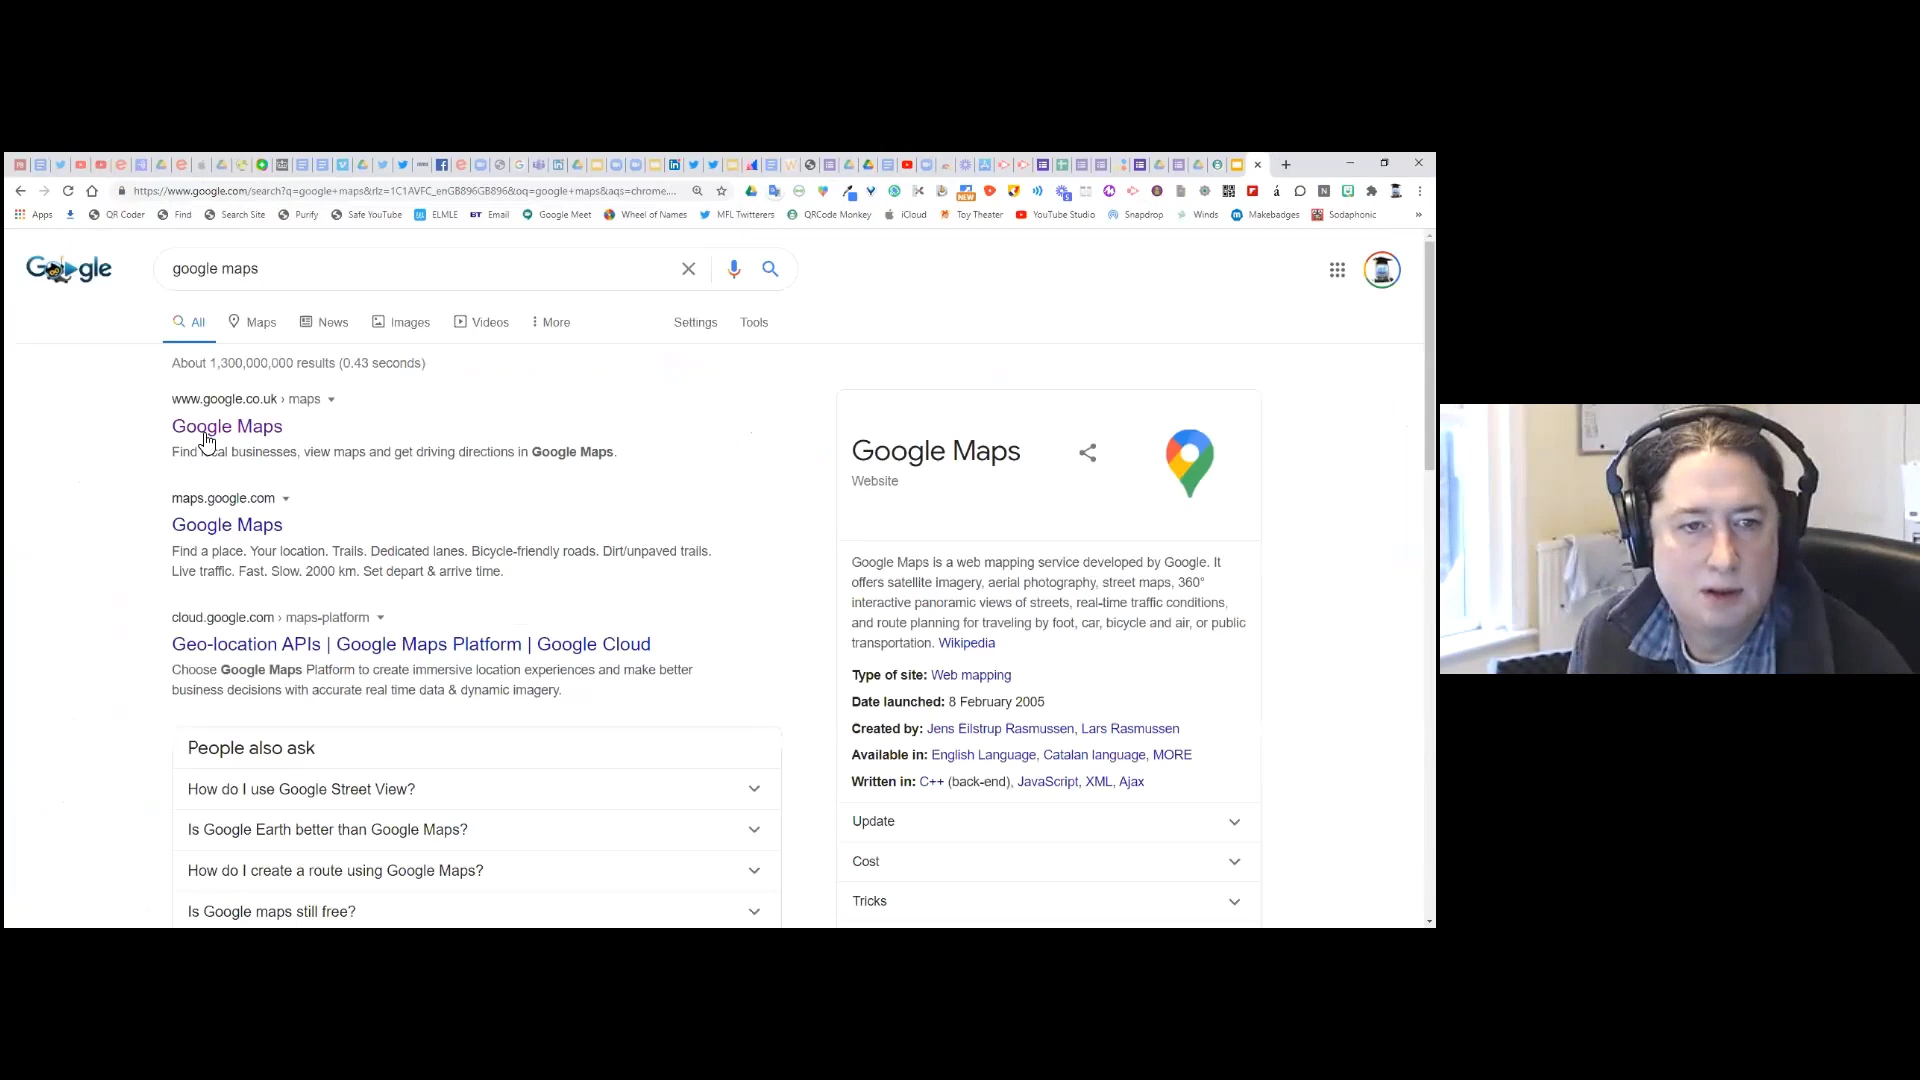 https://www.google.com/search?q=google+maps&rlz=1C1AVFC_enGB896GB896&oq=google+maps&aqs=chrome....
Apps QR Coder Find Search Site Purify Safe YouTube ELMLE BT Email Google Meet Wheel of Names MFL Twitterers QRCode Monkey iCloud Toy Theater YouTube Studio Snapdrop Winds Makebadges Sodaphonic »
Google
google maps
All Maps News Images Videos More Settings Tools
About 1,300,000,000 results (0.43 seconds)
www.google.co.uk › maps
Google Maps
Find local businesses, view maps and get driving directions in Google Maps.
maps.google.com
Google Maps
Find a place. Your location. Trails. Dedicated lanes. Bicycle-friendly roads. Dirt/unpaved trails.
Live traffic. Fast. Slow. 2000 km. Set depart & arrive time.
cloud.google.com › maps-platform
Geo-location APIs | Google Maps Platform | Google Cloud
Choose Google Maps Platform to create immersive location experiences and make better
business decisions with accurate real time data & dynamic imagery.
People also ask
How do I use Google Street View?
Is Google Earth better than Google Maps?
How do I create a route using Google Maps?
Is Google maps still free?
Google Maps
Website
Google Maps is a web mapping service developed by Google. It
offers satellite imagery, aerial photography, street maps, 360°
interactive panoramic views of streets, real-time traffic conditions,
and route planning for traveling by foot, car, bicycle and air, or public
transportation. Wikipedia
Type of site: Web mapping
Date launched: 8 February 2005
Created by: Jens Eilstrup Rasmussen, Lars Rasmussen
Available in: English Language, Catalan language, MORE
Written in: C++ (back-end), JavaScript, XML, Ajax
Update
Cost
Tricks